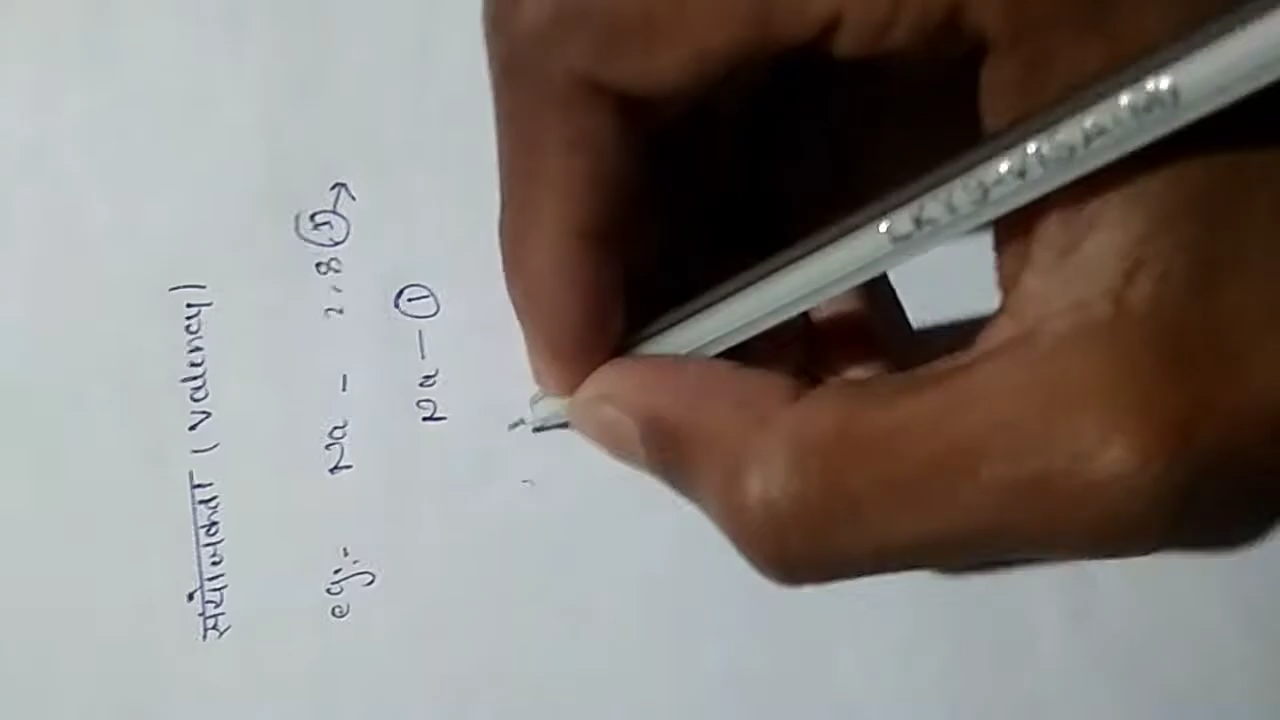 संयोजकता (Valency)
eg:- Na - 2.8.1 →
Na - 1